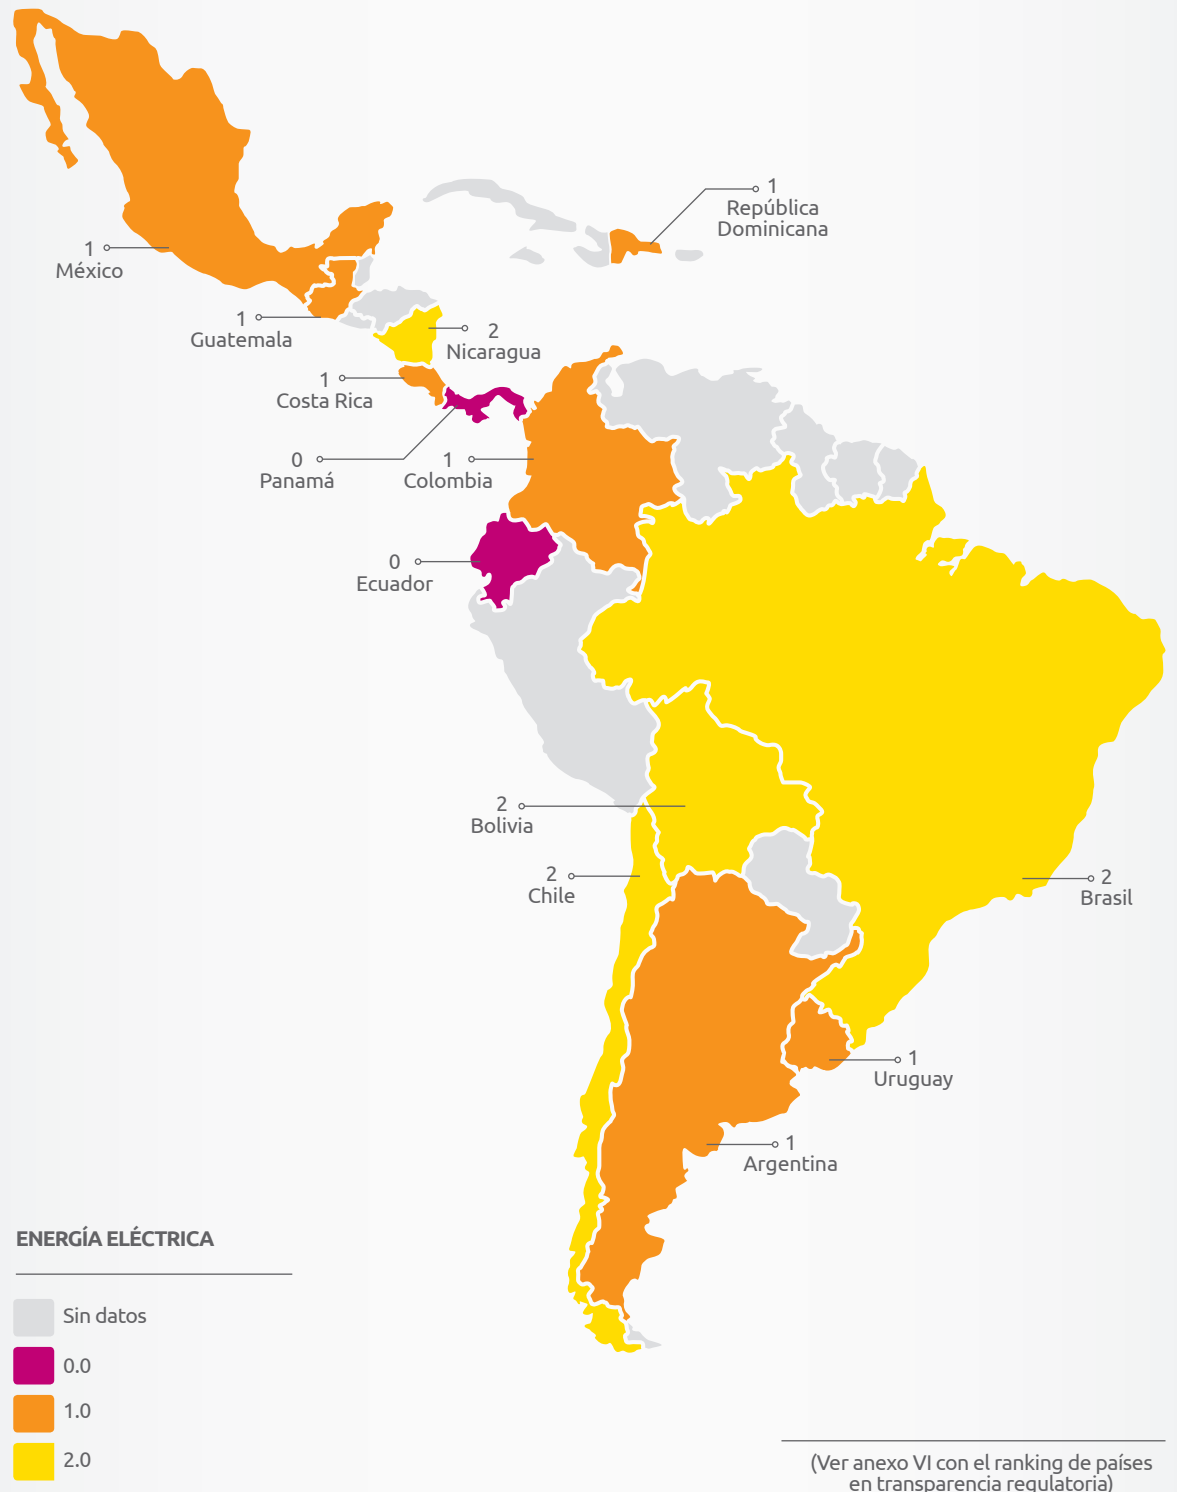 1
República
Dominicana
1
México
1
Guatemala
2
Nicaragua
1
Costa Rica
0
Panamá
1
Colombia
0
Ecuador
2
Bolivia
2
Chile
2
Brasil
1
Uruguay
1
Argentina
ENERGÍA ELÉCTRICA
Sin datos
0.0
1.0
2.0
(Ver anexo VI con el ranking de países
en transparencia regulatoria)